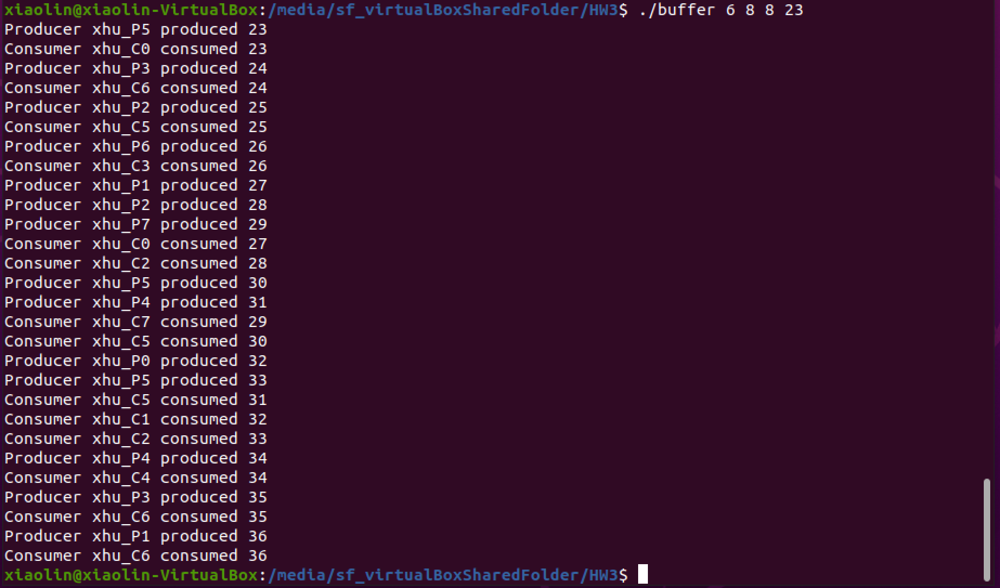 xiaolin@xiaolin-VirtualBox:/media/sf_virtualBoxSharedFolder/HW3$ ./buffer 6 8 8 23
Producer xhu_P5 produced 23
Consumer xhu_C0 consumed 23
Producer xhu_P3 produced 24
Consumer xhu_C6 consumed 24
Producer xhu_P2 produced 25
Consumer xhu_C5 consumed 25
Producer xhu_P6 produced 26
Consumer xhu_C3 consumed 26
Producer xhu_P1 produced 27
Producer xhu_P2 produced 28
Producer xhu_P7 produced 29
Consumer xhu_C0 consumed 27
Consumer xhu_C2 consumed 28
Producer xhu_P5 produced 30
Producer xhu_P4 produced 31
Consumer xhu_C7 consumed 29
Consumer xhu_C5 consumed 30
Producer xhu_P0 produced 32
Producer xhu_P5 produced 33
Consumer xhu_C5 consumed 31
Consumer xhu_C1 consumed 32
Consumer xhu_C2 consumed 33
Producer xhu_P4 produced 34
Consumer xhu_C4 consumed 34
Producer xhu_P3 produced 35
Consumer xhu_C6 consumed 35
Producer xhu_P1 produced 36
Consumer xhu_C6 consumed 36
xiaolin@xiaolin-VirtualBox:/media/sf_virtualBoxSharedFolder/HW3$